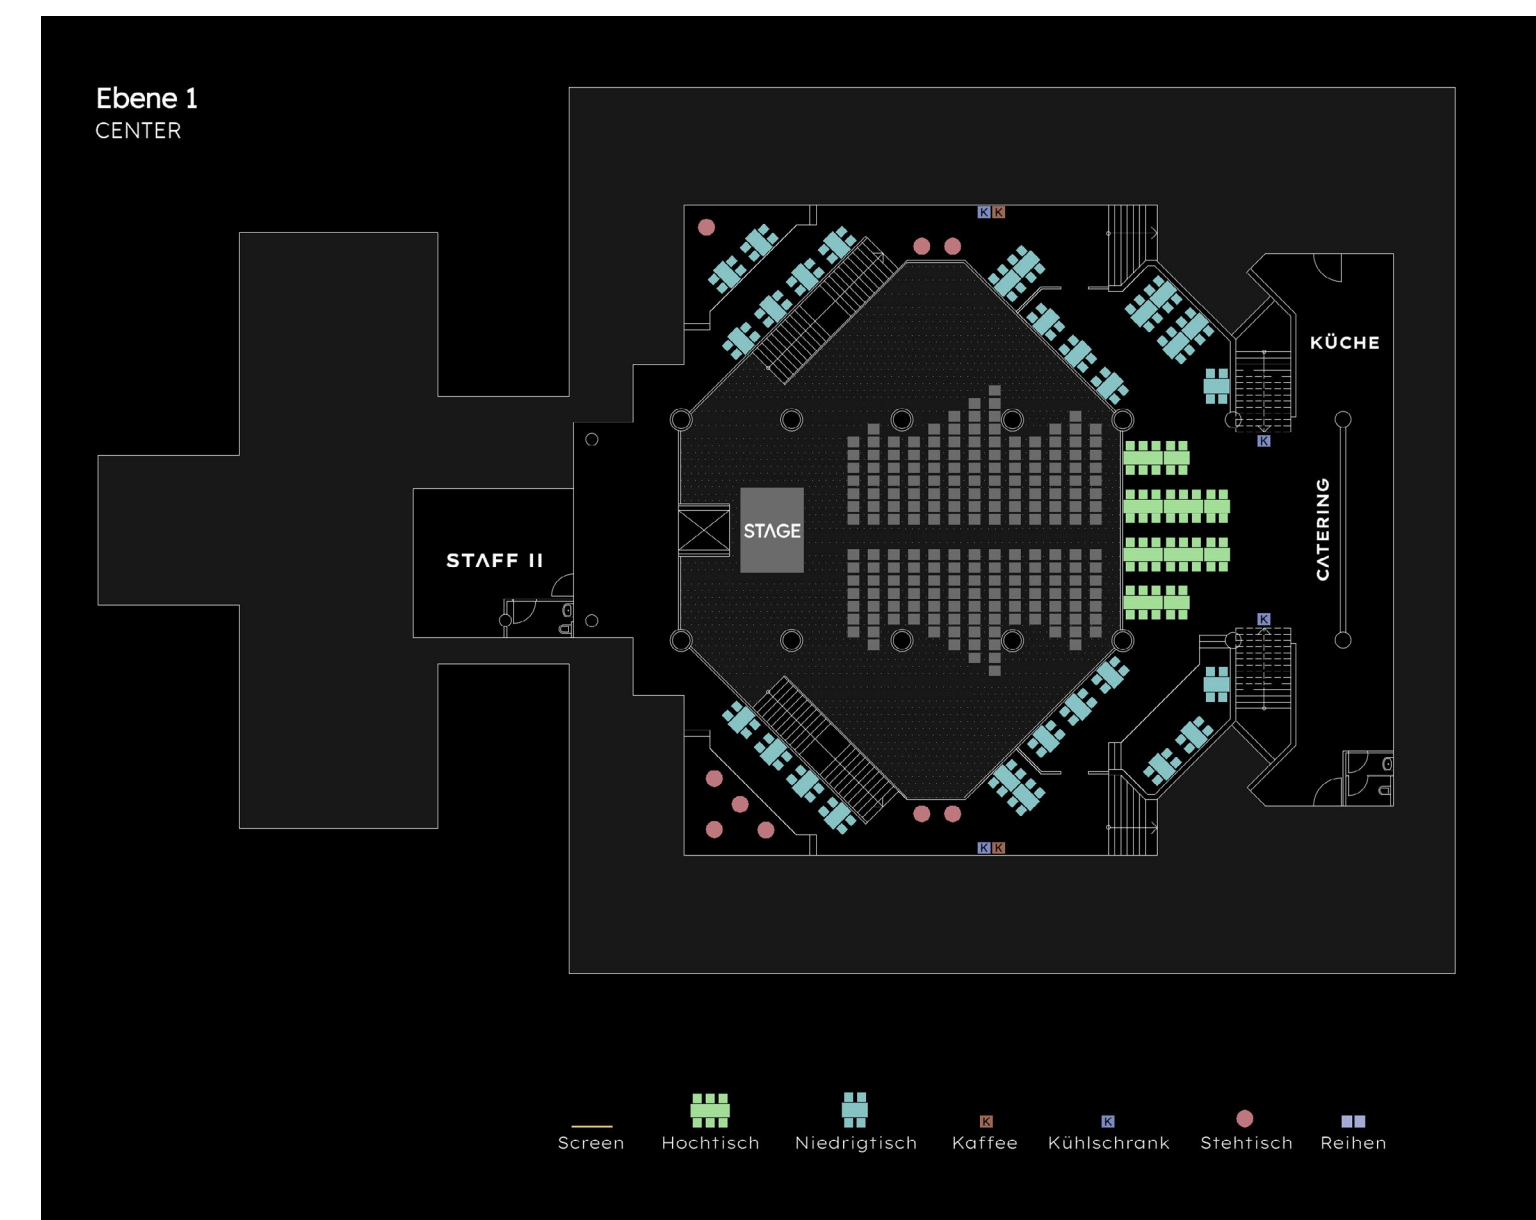 Ebene 1
CENTER
K K
KÜCHE
K
CATERING
STAGE
STAFF II
K
K K
K
K
Screen
Hochtisch
Niedrigtisch
Kaffee
Kühlschrank
Stehtisch
Reihen